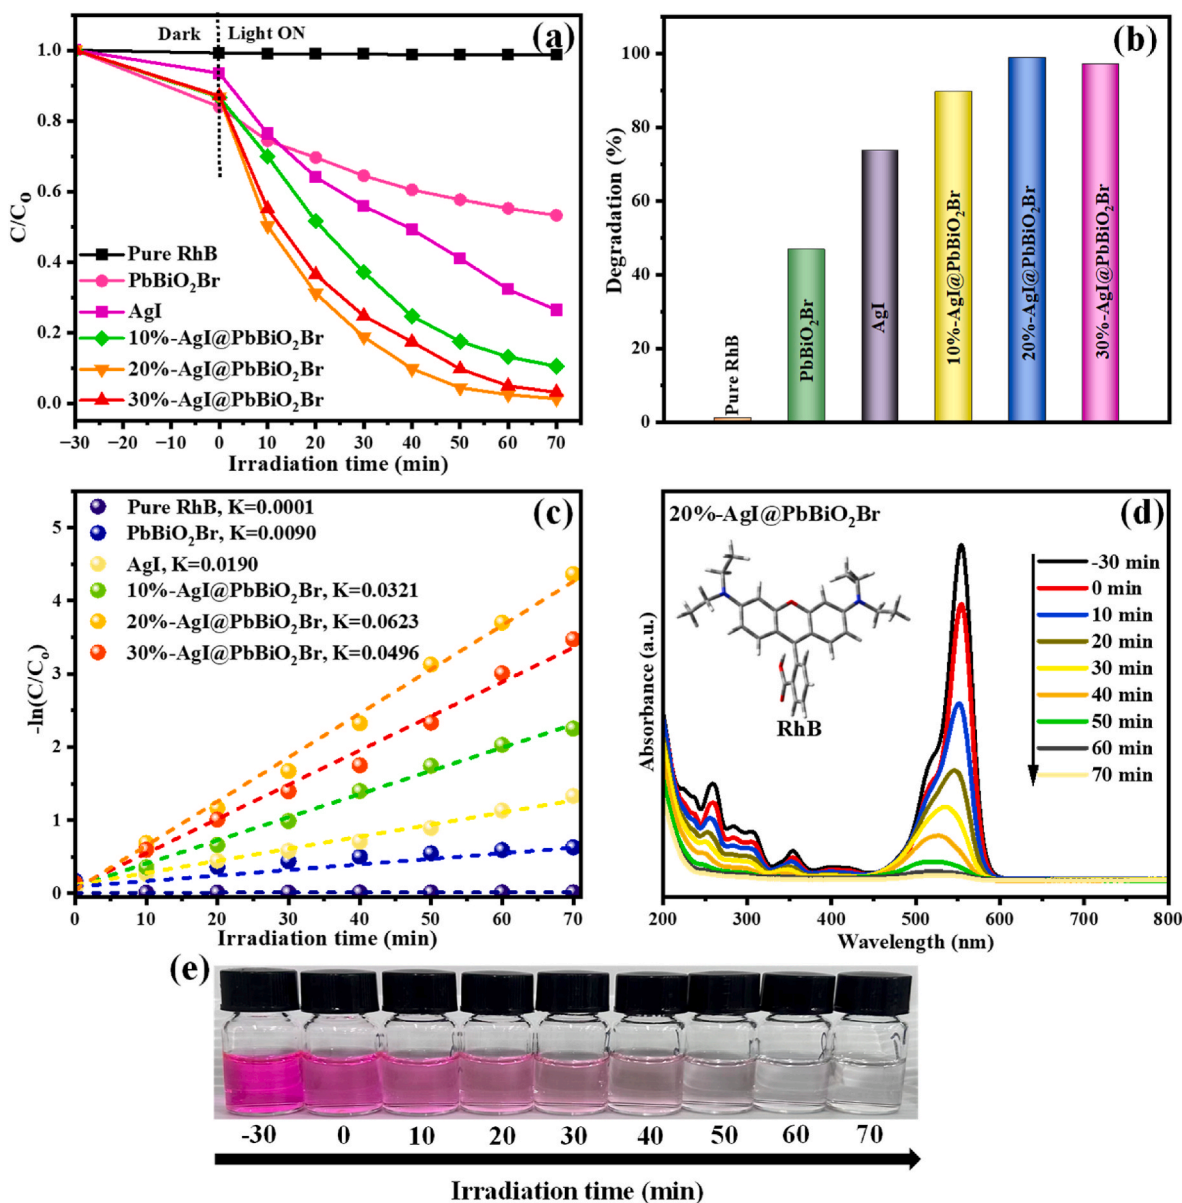 Dark
Light ON
(a)
C/C₀
1.0
0.8
0.6
0.4
0.2
0.0
Pure RhB
PbBiO₂Br
AgI
10%-AgI@PbBiO₂Br
20%-AgI@PbBiO₂Br
30%-AgI@PbBiO₂Br
−30 −20 −10 0 10 20 30 40 50 60 70
Irradiation time (min)
(b)
Degradation (%)
100
80
60
40
20
0
Pure RhB
PbBiO₂Br
AgI
10%-AgI@PbBiO₂Br
20%-AgI@PbBiO₂Br
30%-AgI@PbBiO₂Br
(c)
-ln(C/C₀)
5
4
3
2
1
0
Pure RhB, K=0.0001
PbBiO₂Br, K=0.0090
AgI, K=0.0190
10%-AgI@PbBiO₂Br, K=0.0321
20%-AgI@PbBiO₂Br, K=0.0623
30%-AgI@PbBiO₂Br, K=0.0496
0 10 20 30 40 50 60 70
Irradiation time (min)
20%-AgI@PbBiO₂Br
(d)
Absorbance (a.u.)
RhB
-30 min
0 min
10 min
20 min
30 min
40 min
50 min
60 min
70 min
200 300 400 500 600 700 800
Wavelength (nm)
(e)
-30 0 10 20 30 40 50 60 70
Irradiation time (min)